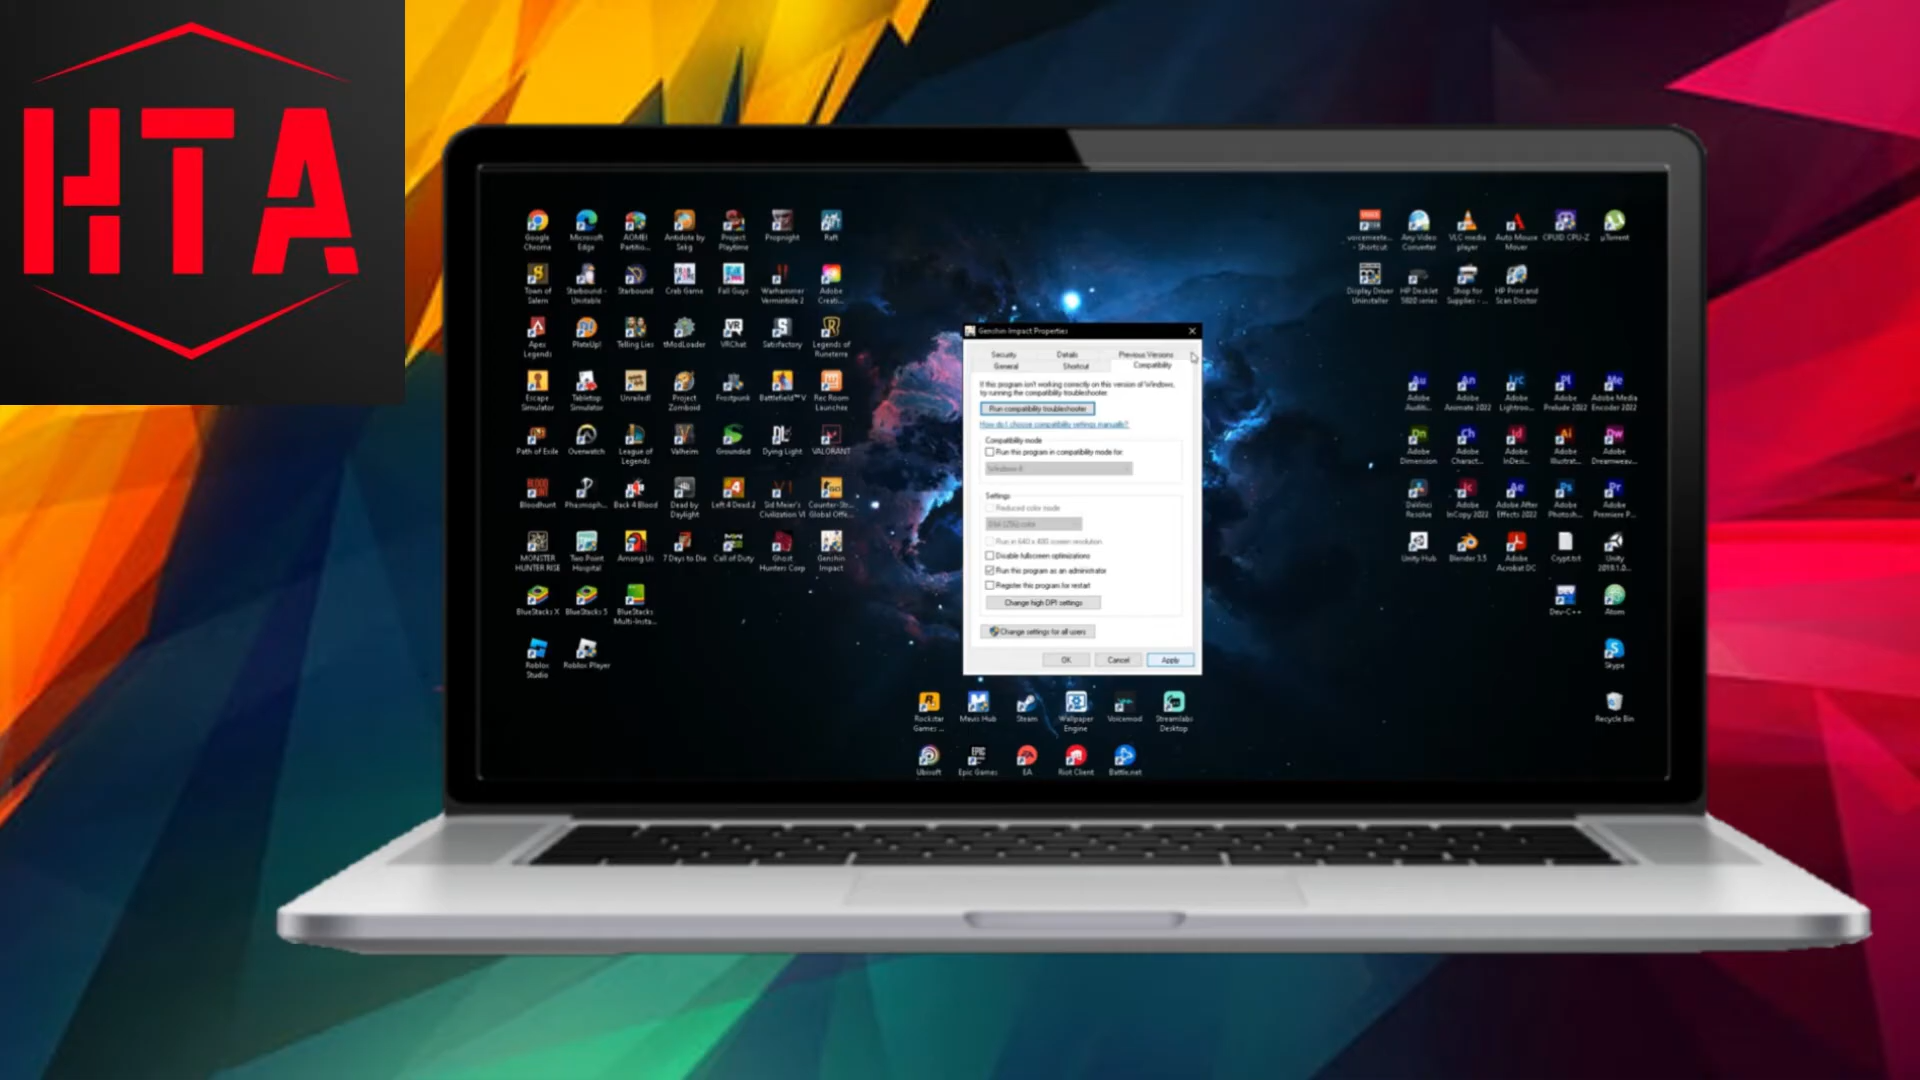 HTA
Google
Chrome
Microsoft
Edge
AOMEI
Partitio...
Antidote by
Sekg
Project
Playtime
Propnight
Raft
Town of
Salem
Starbound -
Unstable
Starbound
Crab Game
Fall Guys
Warhammer
Vermintide 2
Adobe
Creati...
Apex
Legends
PlateUp!
Telling Lies
tModLoader
VRChat
Satisfactory
Legends of
Runeterra
Escape
Simulator
Tabletop
Simulator
Unrailed!
Project
Zomboid
Frostpunk
Battlefield™ V
Rec Room
Launcher
Path of Exile
Overwatch
League of
Legends
Valheim
Grounded
Dying Light
VALORANT
Bloodhunt
Phasmoph...
Back 4 Blood
Dead by
Daylight
Left 4 Dead 2
Sid Meier's
Civilization VI
Counter-Str...
Global Offe...
MONSTER
HUNTER RISE
Two Point
Hospital
Among Us
7 Days to Die
Call of Duty
Ghost
Hunters Corp
Genshin
Impact
BlueStacks X
BlueStacks 5
BlueStacks
Multi-Insta...
Roblox
Studio
Roblox Player
voicemeete...
- Shortcut
Any Video
Converter
VLC media
player
Auto Mouse
Mover
CPUID CPU-Z
µTorrent
Display Driver
Uninstaller
HP DeskJet
5820 series
Shop for
Supplies - ...
HP Print and
Scan Doctor
Genshin Impact Properties
Security
Details
Previous Versions
General
Shortcut
Compatibility
If this program isn't working correctly on this version of Windows,
try running the compatibility troubleshooter.
Run compatibility troubleshooter
How do I choose compatibility settings manually?
Compatibility mode
Run this program in compatibility mode for:
Windows 8
Settings
Reduced color mode
8-bit (256) color
Run in 640 x 480 screen resolution
Disable fullscreen optimizations
Run this program as an administrator
Register this program for restart
Change high DPI settings
Change settings for all users
OK
Cancel
Apply
Adobe
Auditi...
Adobe
Animate 2022
Adobe
Lightroo...
Adobe
Prelude 2022
Adobe Media
Encoder 2022
Adobe
Dimension
Adobe
Charact...
Adobe
InDesi...
Adobe
Illustrat...
Adobe
Dreamweav...
DaVinci
Resolve
Adobe
InCopy 2022
Adobe After
Effects 2022
Adobe
Photosh...
Adobe
Premiere P...
Unity Hub
Blender 3.5
Adobe
Acrobat DC
Crypt.txt
Unity
2019.1.0...
Dev-C++
Atom
Skype
Recycle Bin
Rockstar
Games ...
Mavis Hub
Steam
Wallpaper
Engine
Voicemod
Streamlabs
Desktop
Ubisoft
Epic Games
EA
Riot Client
Battle.net